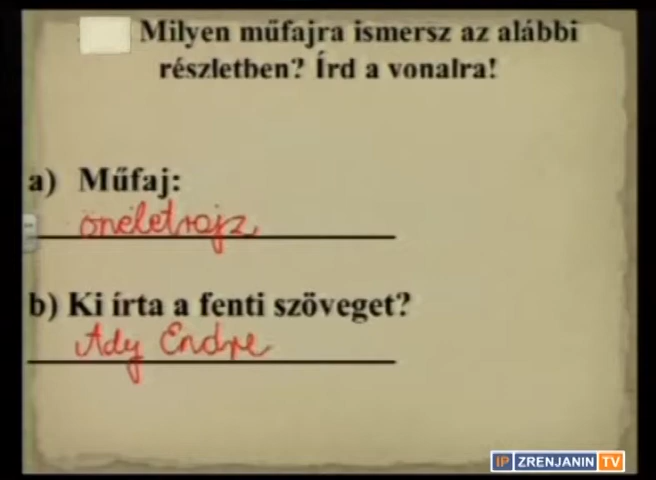 Milyen műfajra ismersz az alábbi
részletben? Írd a vonalra!
a) Műfaj:
önéletrajz
b) Ki írta a fenti szöveget?
Ady Endre
IP ZRENJANIN TV